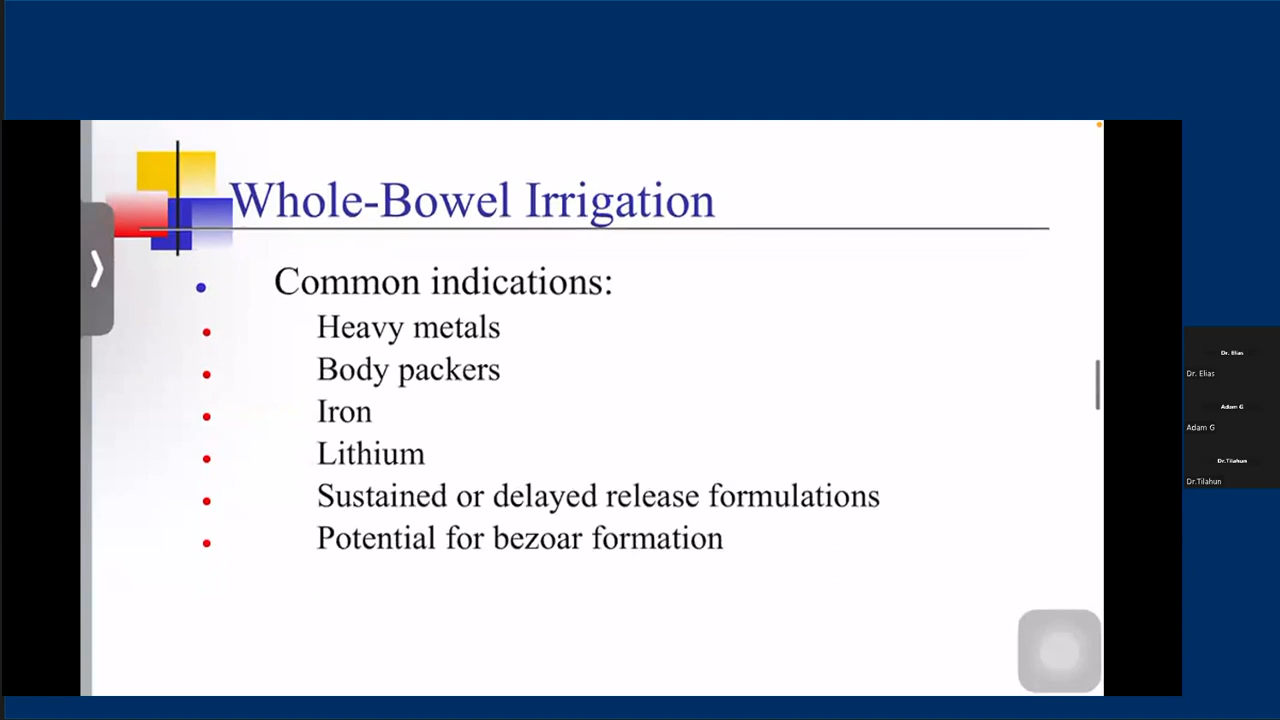 Whole-Bowel Irrigation
• Common indications:
• Heavy metals
• Body packers
• Iron
• Lithium
• Sustained or delayed release formulations
• Potential for bezoar formation
Dr. Elias
Dr. Elias
Adam G
Adam G
Dr.Tilahun
Dr.Tilahun